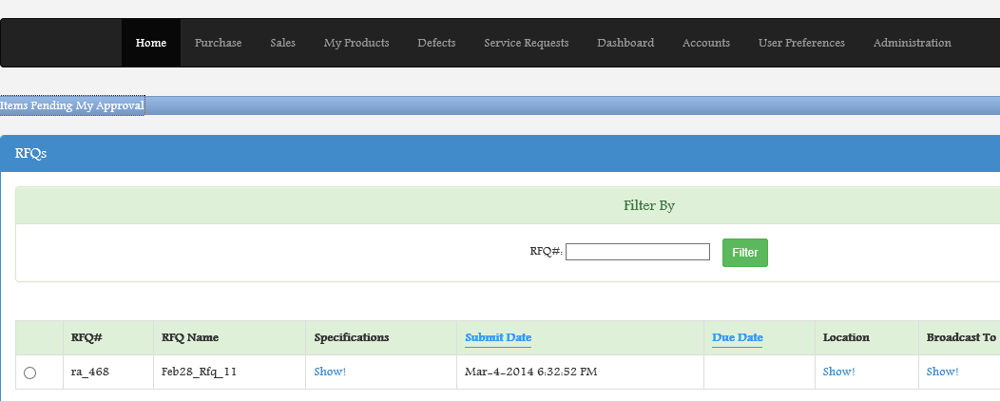 Home Purchase Sales My Products Defects Service Requests Dashboard Accounts User Preferences Administration
Items Pending My Approval
RFQs
Filter By
RFQ#: Filter
RFQ# RFQ Name Specifications Submit Date Due Date Location Broadcast To
ra_468 Feb28_Rfq_11 Show! Mar-4-2014 6:32:52 PM Show! Show!